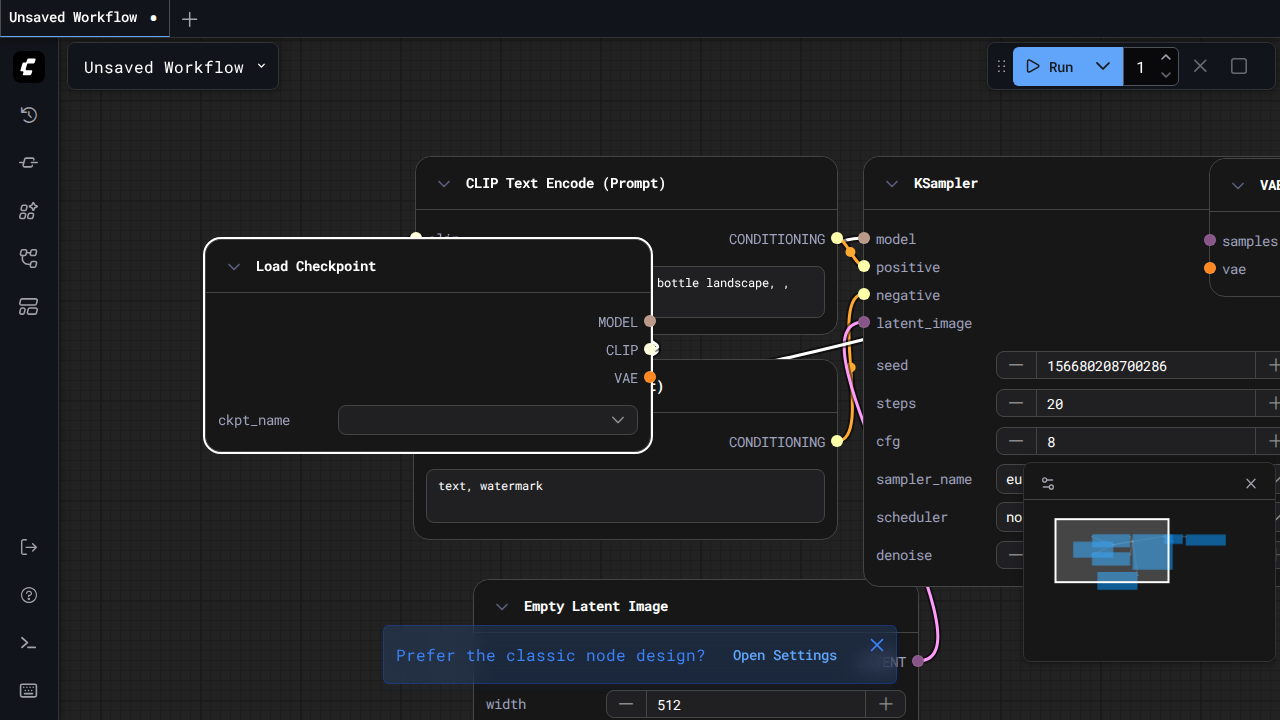 Unsaved Workflow
Unsaved Workflow
Run
1
CLIP Text Encode (Prompt)
CONDITIONING
bottle landscape, ,
Load Checkpoint
MODEL
CLIP
VAE
ckpt_name
CONDITIONING
text, watermark
KSampler
model
positive
negative
latent_image
seed
156680208700286
steps
20
cfg
8
sampler_name
eu
scheduler
no
denoise
VAE
samples
vae
Empty Latent Image
ENT
width
512
Prefer the classic node design?
Open Settings